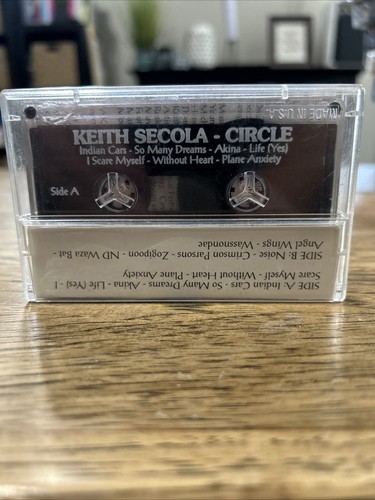 MADE IN U.S.A.
KEITH SECOLA - CIRCLE
Indian Cars - So Many Dreams - Akina - Life (Yes)
I Scare Myself - Without Heart - Plane Anxiety
Side A
SIDE A: Indian Cars - So Many Dreams - Akina - Life (Yes) - I
Scare Myself - Without Heart - Plane Anxiety
SIDE B: Noise - Crimson Parsons - Zogipoon - ND Waza Bat -
Angel Wings - Wassnondae